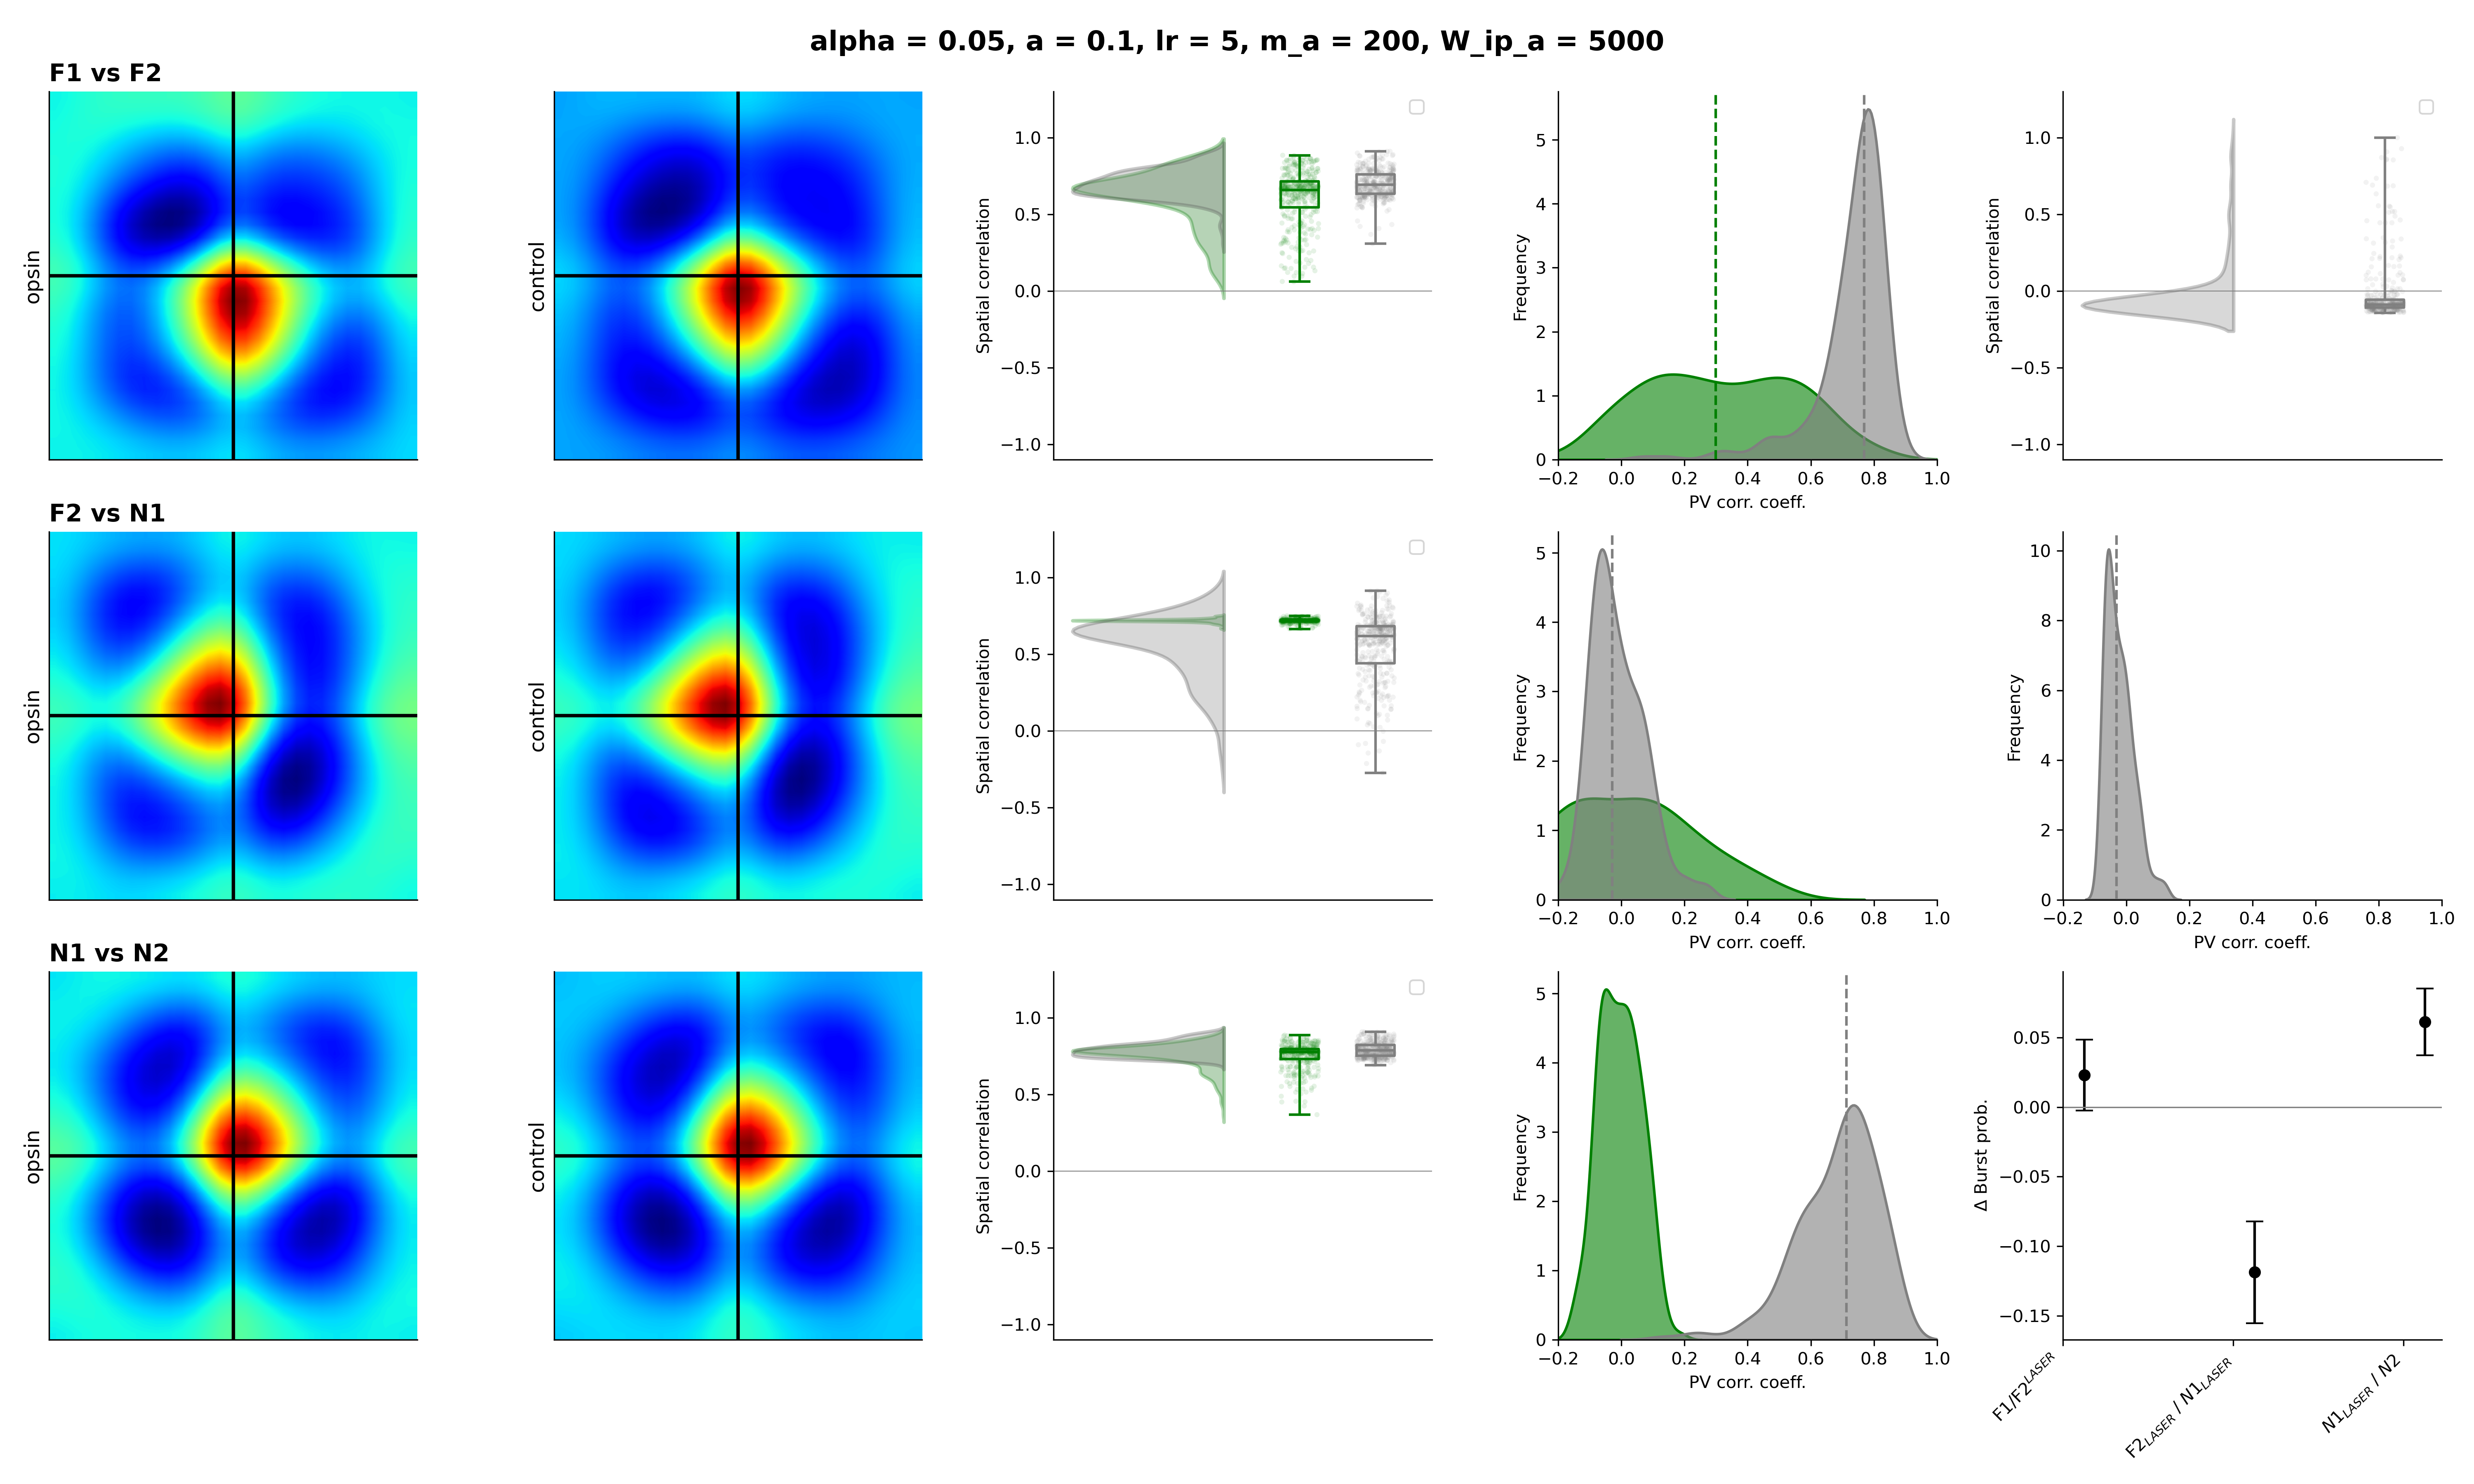 alpha = 0.05, a = 0.1, lr = 5, m_a = 200, W_ip_a = 5000
F1 vs F2
opsin
control
Spatial correlation
1.0
0.5
0.0
−0.5
−1.0
Frequency
5
4
3
2
1
0
−0.2 0.0 0.2 0.4 0.6 0.8 1.0
PV corr. coeff.
Spatial correlation
1.0
0.5
0.0
−0.5
−1.0
F2 vs N1
opsin
control
Spatial correlation
1.0
0.5
0.0
−0.5
−1.0
Frequency
5
4
3
2
1
0
−0.2 0.0 0.2 0.4 0.6 0.8 1.0
PV corr. coeff.
Frequency
10
8
6
4
2
0
−0.2 0.0 0.2 0.4 0.6 0.8 1.0
PV corr. coeff.
N1 vs N2
opsin
control
Spatial correlation
1.0
0.5
0.0
−0.5
−1.0
Frequency
5
4
3
2
1
0
−0.2 0.0 0.2 0.4 0.6 0.8 1.0
PV corr. coeff.
Δ Burst prob.
0.05
0.00
−0.05
−0.10
−0.15
F1/F2^LASER
F2_LASER / N1_LASER
N1_LASER / N2